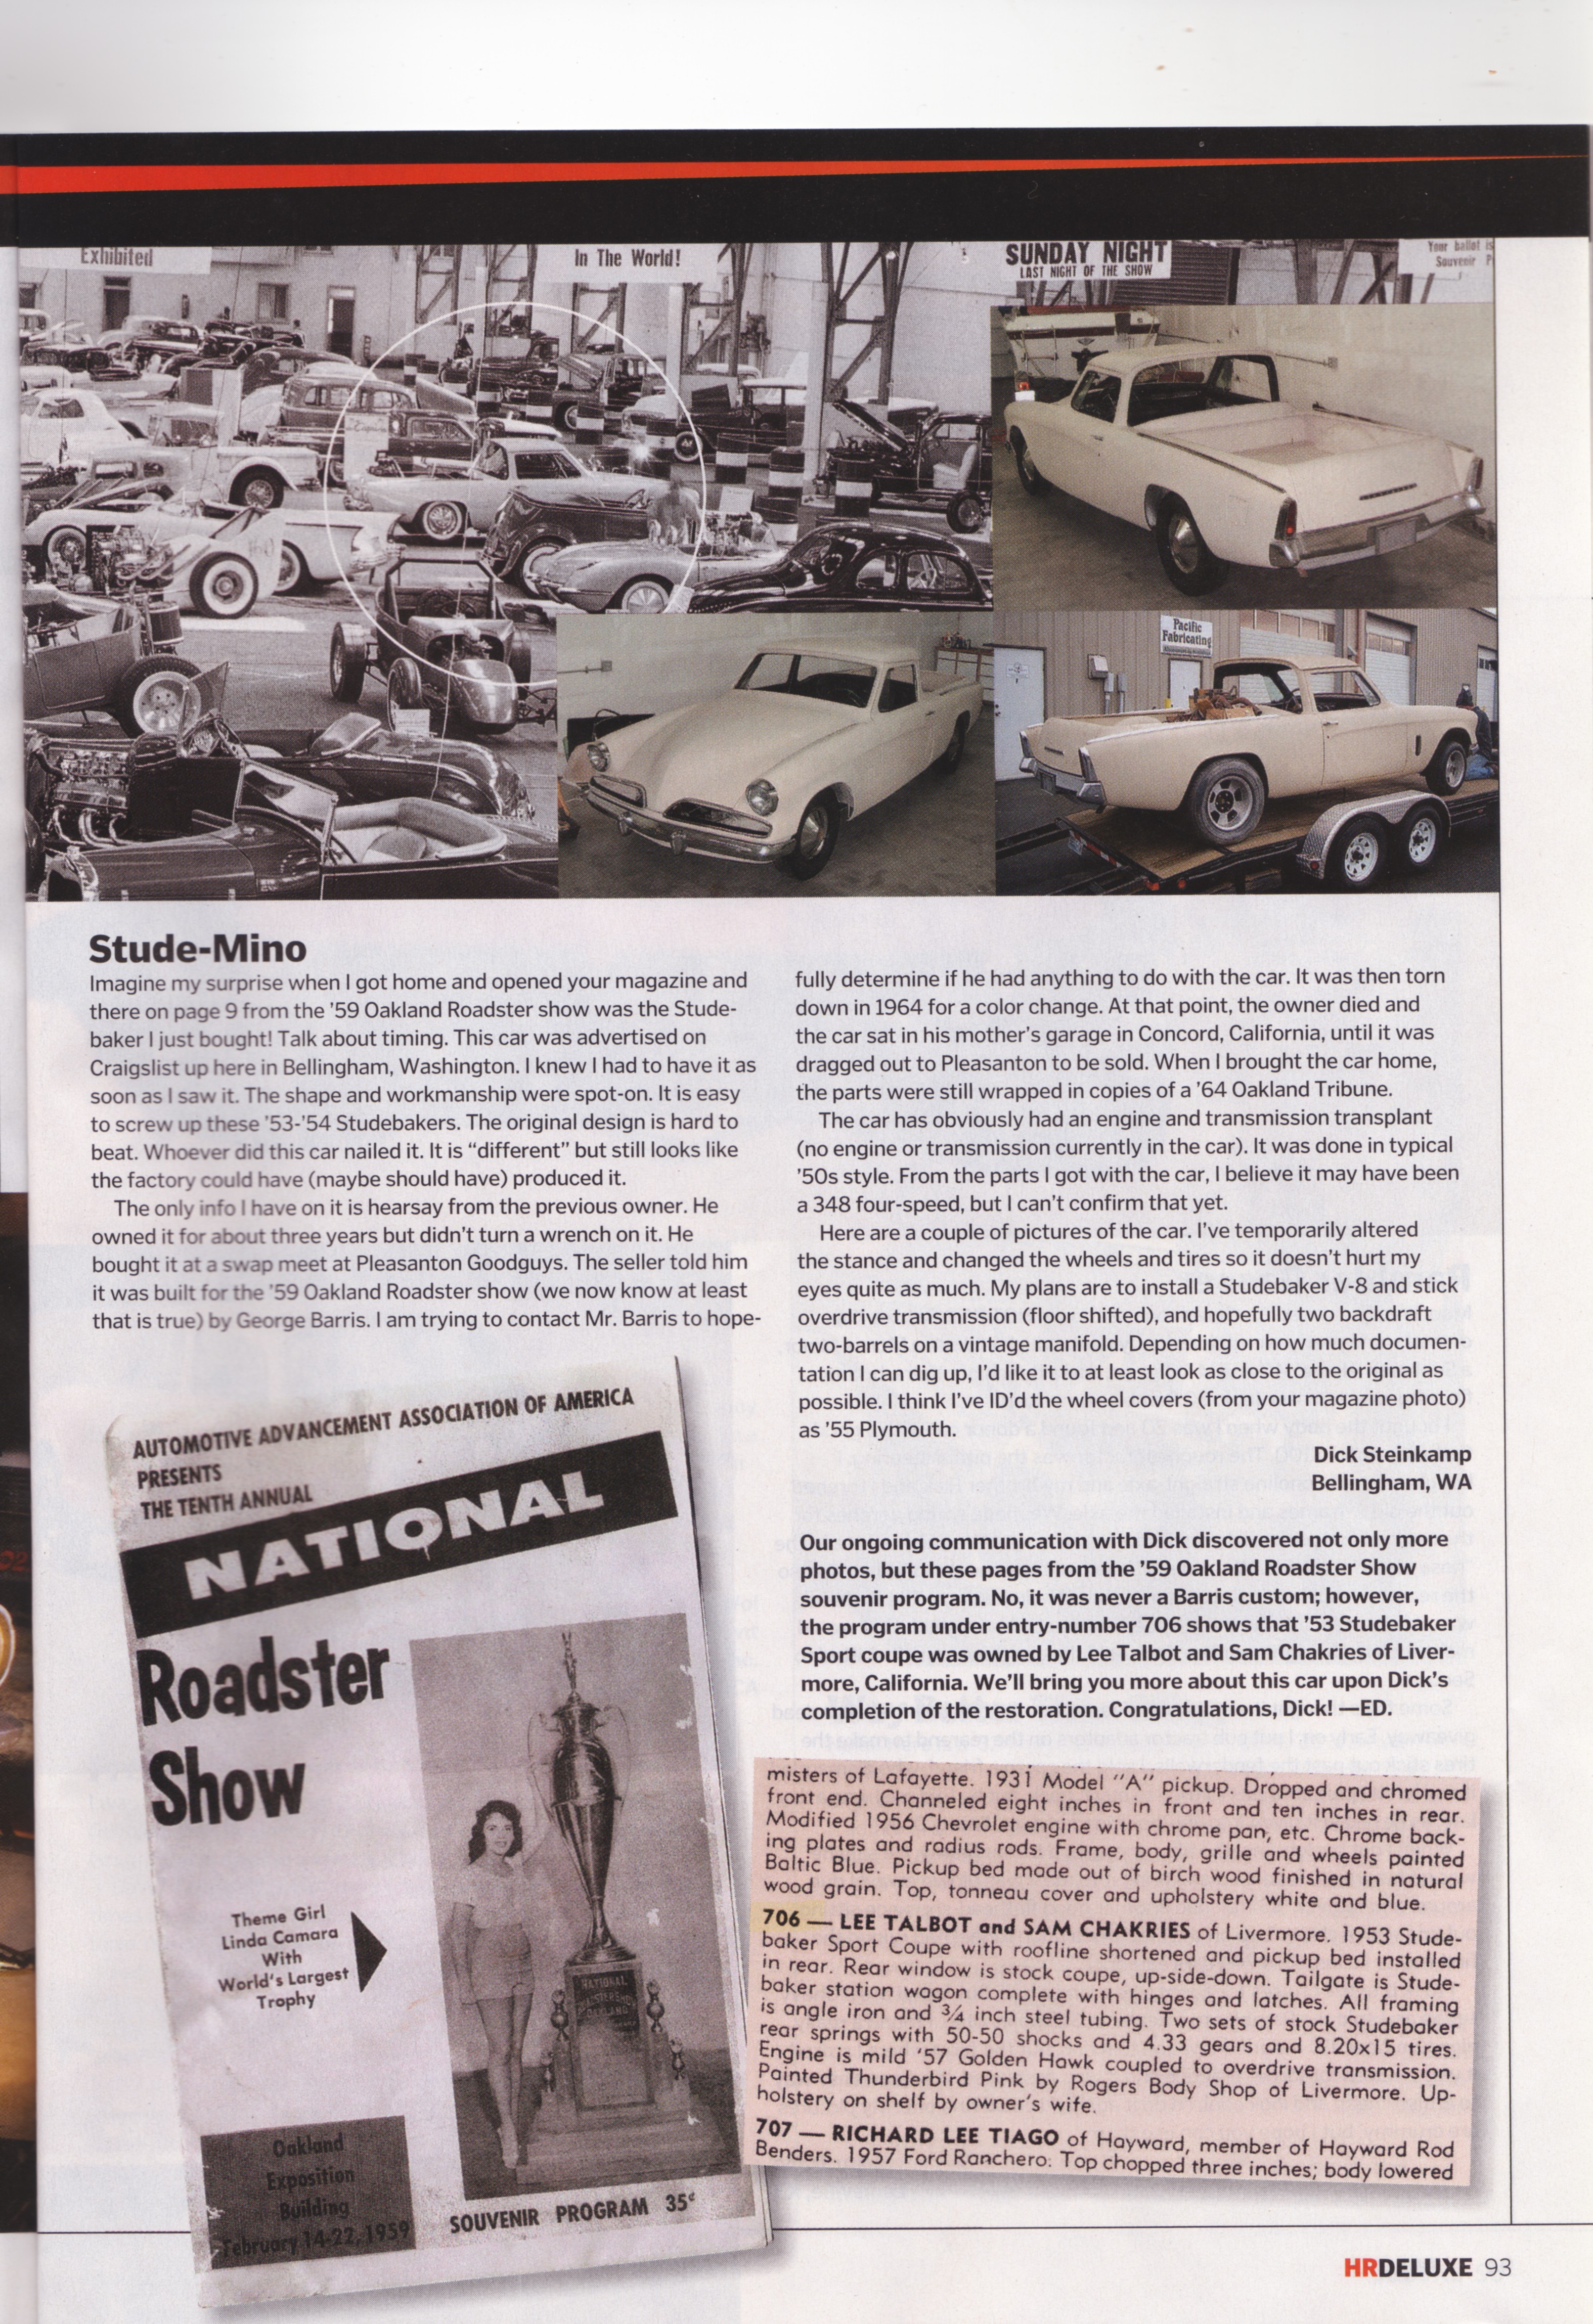 Exhibited
In The World!
SUNDAY NIGHT
LAST NIGHT OF THE SHOW
Your ballot is
Souvenir P
Pacific
Fabricating
Stude-Mino
Imagine my surprise when I got home and opened your magazine and
there on page 9 from the '59 Oakland Roadster show was the Stude-
baker I just bought! Talk about timing. This car was advertised on
Craigslist up here in Bellingham, Washington. I knew I had to have it as
soon as I saw it. The shape and workmanship were spot-on. It is easy
to screw up these '53-'54 Studebakers. The original design is hard to
beat. Whoever did this car nailed it. It is “different” but still looks like
the factory could have (maybe should have) produced it.
The only info I have on it is hearsay from the previous owner. He
owned it for about three years but didn't turn a wrench on it. He
bought it at a swap meet at Pleasanton Goodguys. The seller told him
it was built for the '59 Oakland Roadster show (we now know at least
that is true) by George Barris. I am trying to contact Mr. Barris to hope-
fully determine if he had anything to do with the car. It was then torn
down in 1964 for a color change. At that point, the owner died and
the car sat in his mother's garage in Concord, California, until it was
dragged out to Pleasanton to be sold. When I brought the car home,
the parts were still wrapped in copies of a '64 Oakland Tribune.
The car has obviously had an engine and transmission transplant
(no engine or transmission currently in the car). It was done in typical
'50s style. From the parts I got with the car, I believe it may have been
a 348 four-speed, but I can't confirm that yet.
Here are a couple of pictures of the car. I've temporarily altered
the stance and changed the wheels and tires so it doesn't hurt my
eyes quite as much. My plans are to install a Studebaker V-8 and stick
overdrive transmission (floor shifted), and hopefully two backdraft
two-barrels on a vintage manifold. Depending on how much documen-
tation I can dig up, I'd like it to at least look as close to the original as
possible. I think I've ID'd the wheel covers (from your magazine photo)
as '55 Plymouth.
Dick Steinkamp
Bellingham, WA
Our ongoing communication with Dick discovered not only more
photos, but these pages from the '59 Oakland Roadster Show
souvenir program. No, it was never a Barris custom; however,
the program under entry-number 706 shows that '53 Studebaker
Sport coupe was owned by Lee Talbot and Sam Chakries of Liver-
more, California. We'll bring you more about this car upon Dick's
completion of the restoration. Congratulations, Dick! —ED.
AUTOMOTIVE ADVANCEMENT ASSOCIATION OF AMERICA
PRESENTS
THE TENTH ANNUAL
NATIONAL
Roadster
Show
Theme Girl
Linda Camara
With
World's Largest
Trophy
NATIONAL
OAKLAND
Oakland
Exposition
Building
February 14-22, 1959
SOUVENIR PROGRAM 35¢
misters of Lafayette. 1931 Model "A" pickup. Dropped and chromed
front end. Channeled eight inches in front and ten inches in rear.
Modified 1956 Chevrolet engine with chrome pan, etc. Chrome back-
ing plates and radius rods. Frame, body, grille and wheels painted
Baltic Blue. Pickup bed made out of birch wood finished in natural
wood grain. Top, tonneau cover and upholstery white and blue.
706 — LEE TALBOT and SAM CHAKRIES of Livermore. 1953 Stude-
baker Sport Coupe with roofline shortened and pickup bed installed
in rear. Rear window is stock coupe, up-side-down. Tailgate is Stude-
baker station wagon complete with hinges and latches. All framing
is angle iron and ¾ inch steel tubing. Two sets of stock Studebaker
rear springs with 50-50 shocks and 4.33 gears and 8.20x15 tires.
Engine is mild '57 Golden Hawk coupled to overdrive transmission.
Painted Thunderbird Pink by Rogers Body Shop of Livermore. Up-
holstery on shelf by owner's wife.
707 — RICHARD LEE TIAGO of Hayward, member of Hayward Rod
Benders. 1957 Ford Ranchero. Top chopped three inches; body lowered
HRDELUXE 93